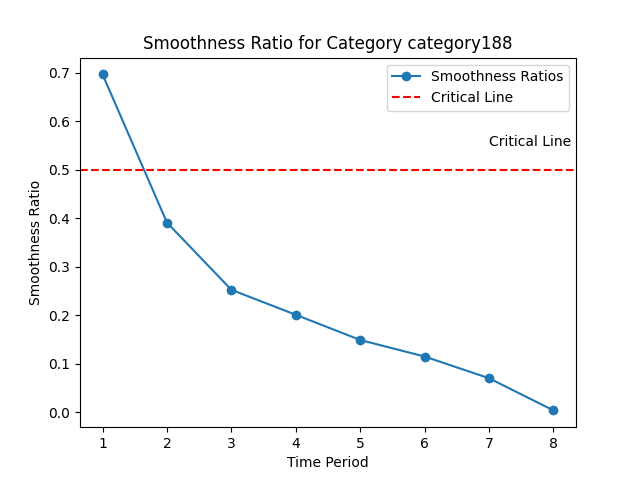 Smoothness Ratio for Category category188
Smoothness Ratios
Critical Line
Critical Line
Smoothness Ratio
0.7
0.6
0.5
0.4
0.3
0.2
0.1
0.0
1 2 3 4 5 6 7 8
Time Period